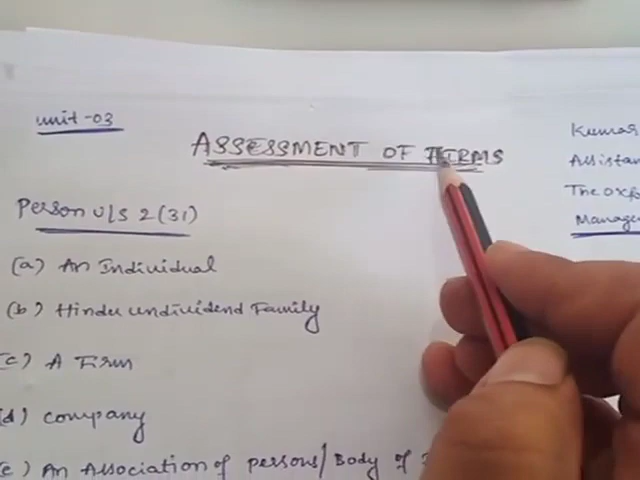 unit-03
ASSESSMENT OF FIRMS
Kumar
Assistan
The Oxfo
Manage
Person u/s 2(31)
(a) An Individual
(b) Hindu undividend Family
(c) A Firm
(d) company
(e) An Association of persons/Body of